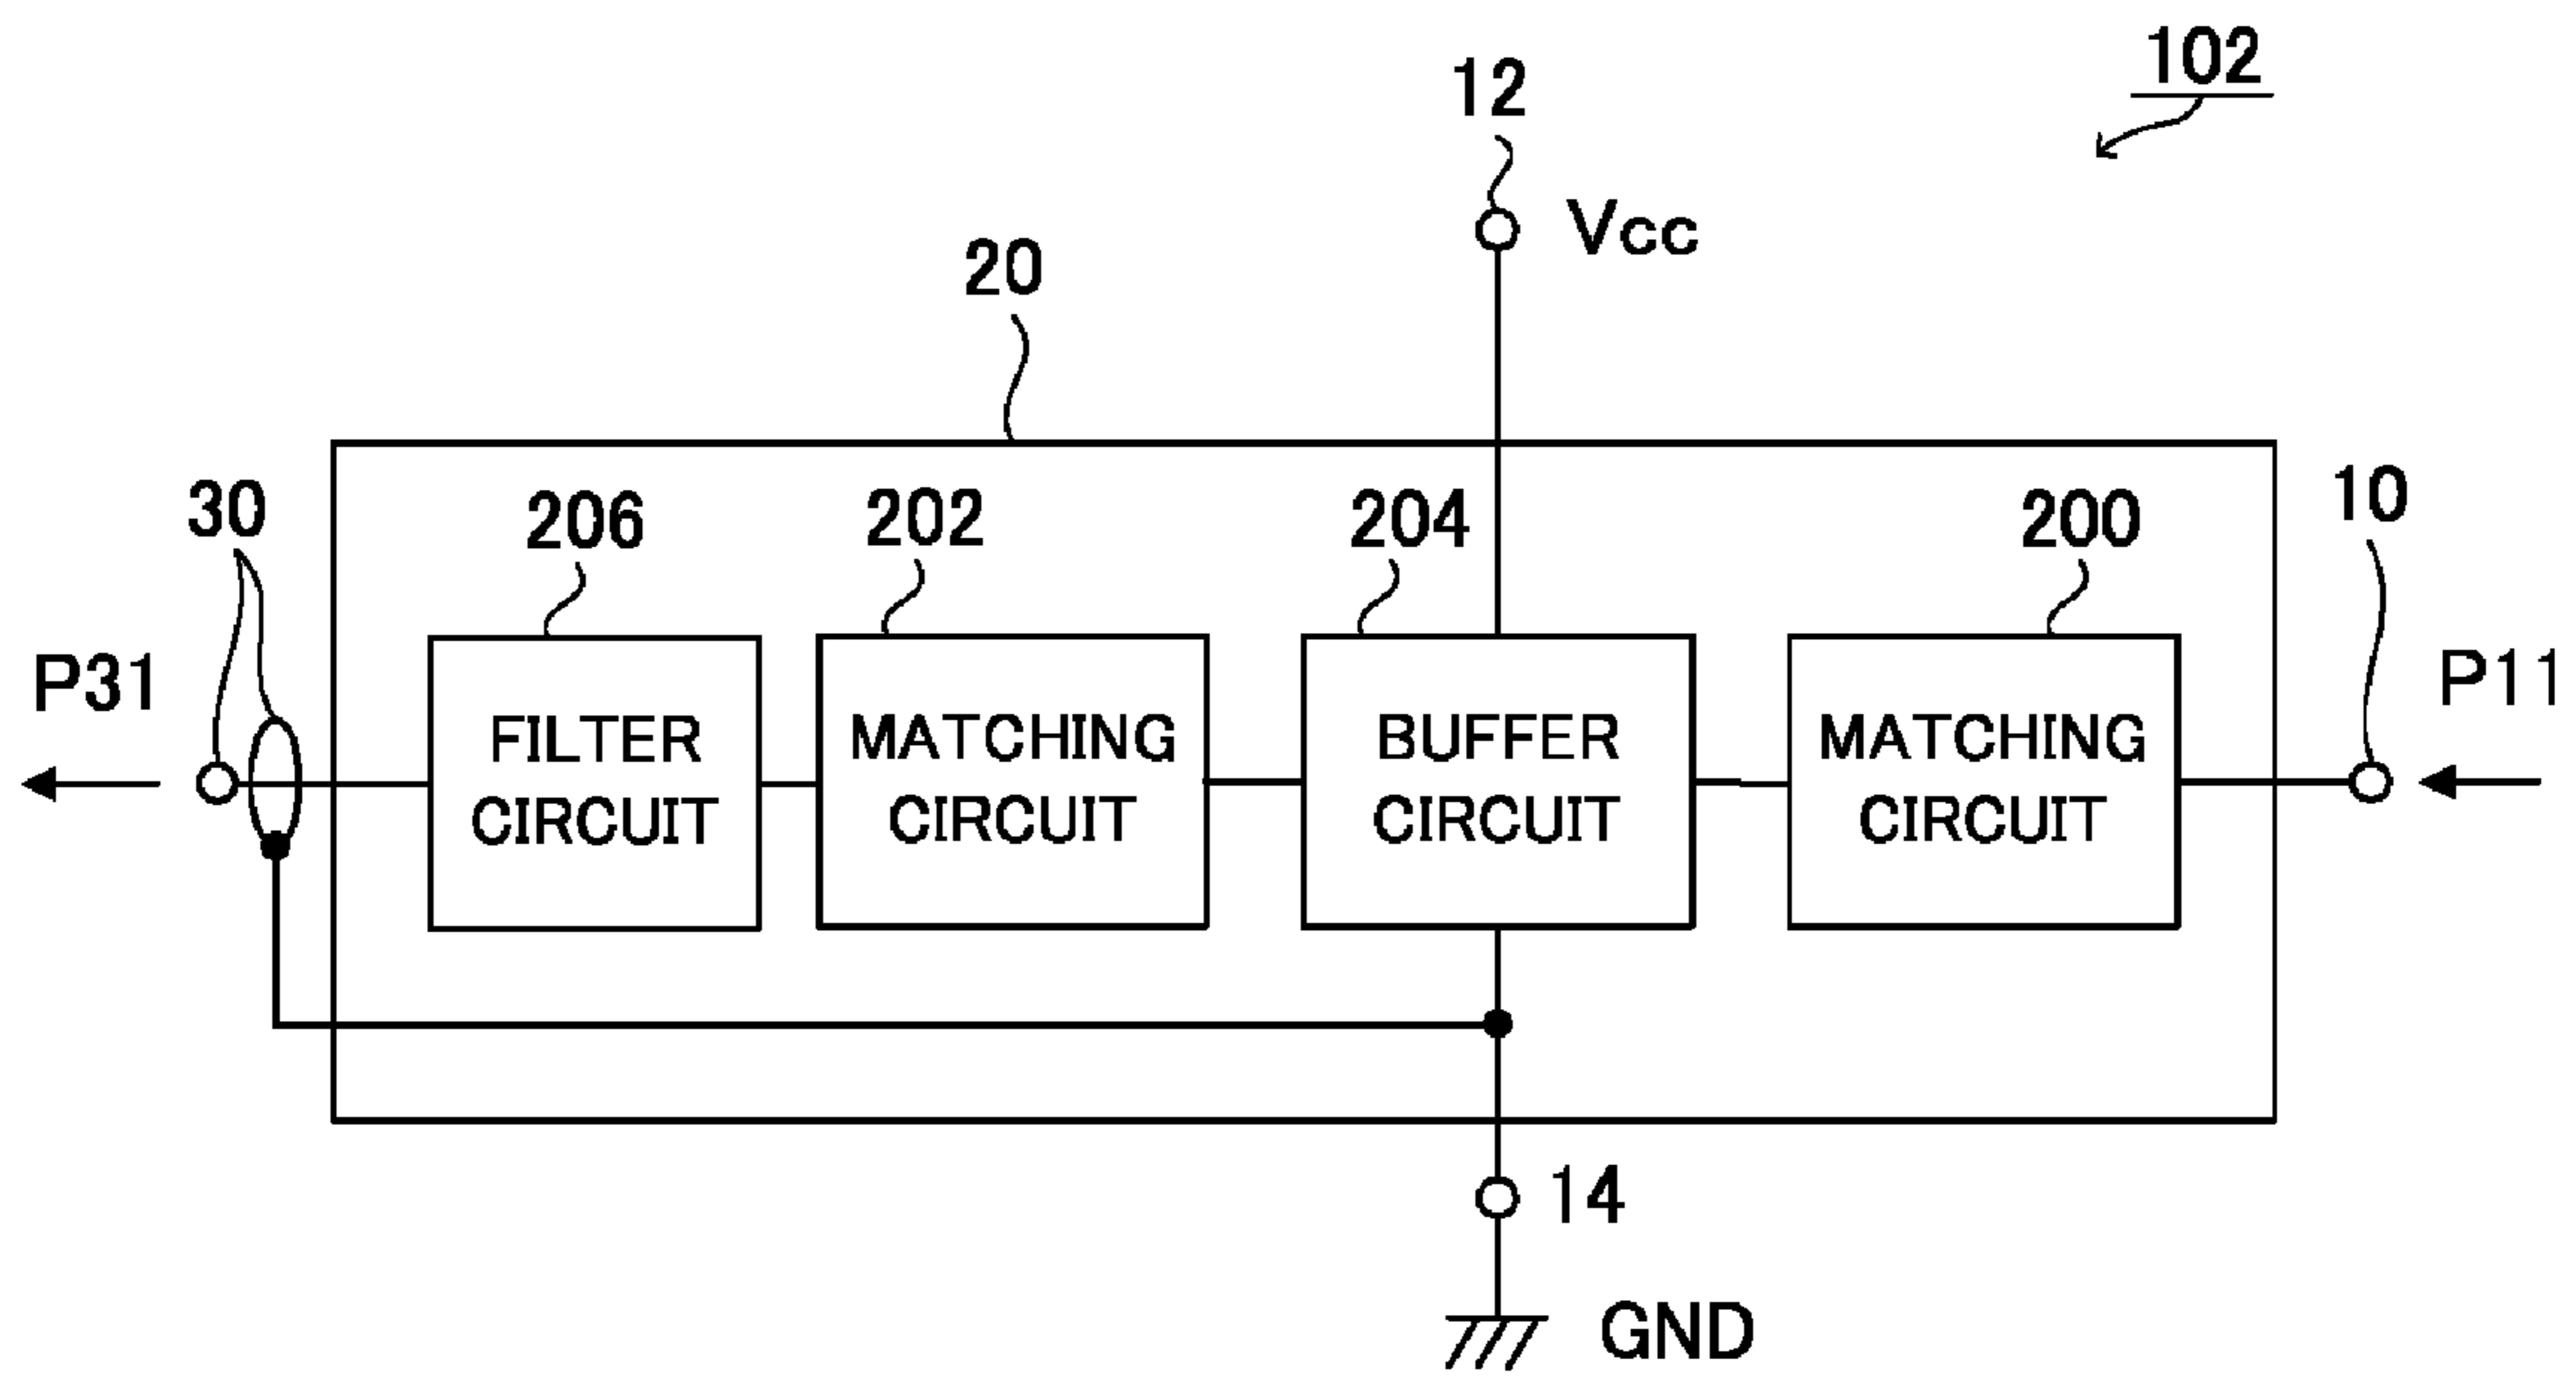 102
12
Vcc
20
30
206
202
204
200
10
P31
FILTER
CIRCUIT
MATCHING
CIRCUIT
BUFFER
CIRCUIT
MATCHING
CIRCUIT
P11
14
GND